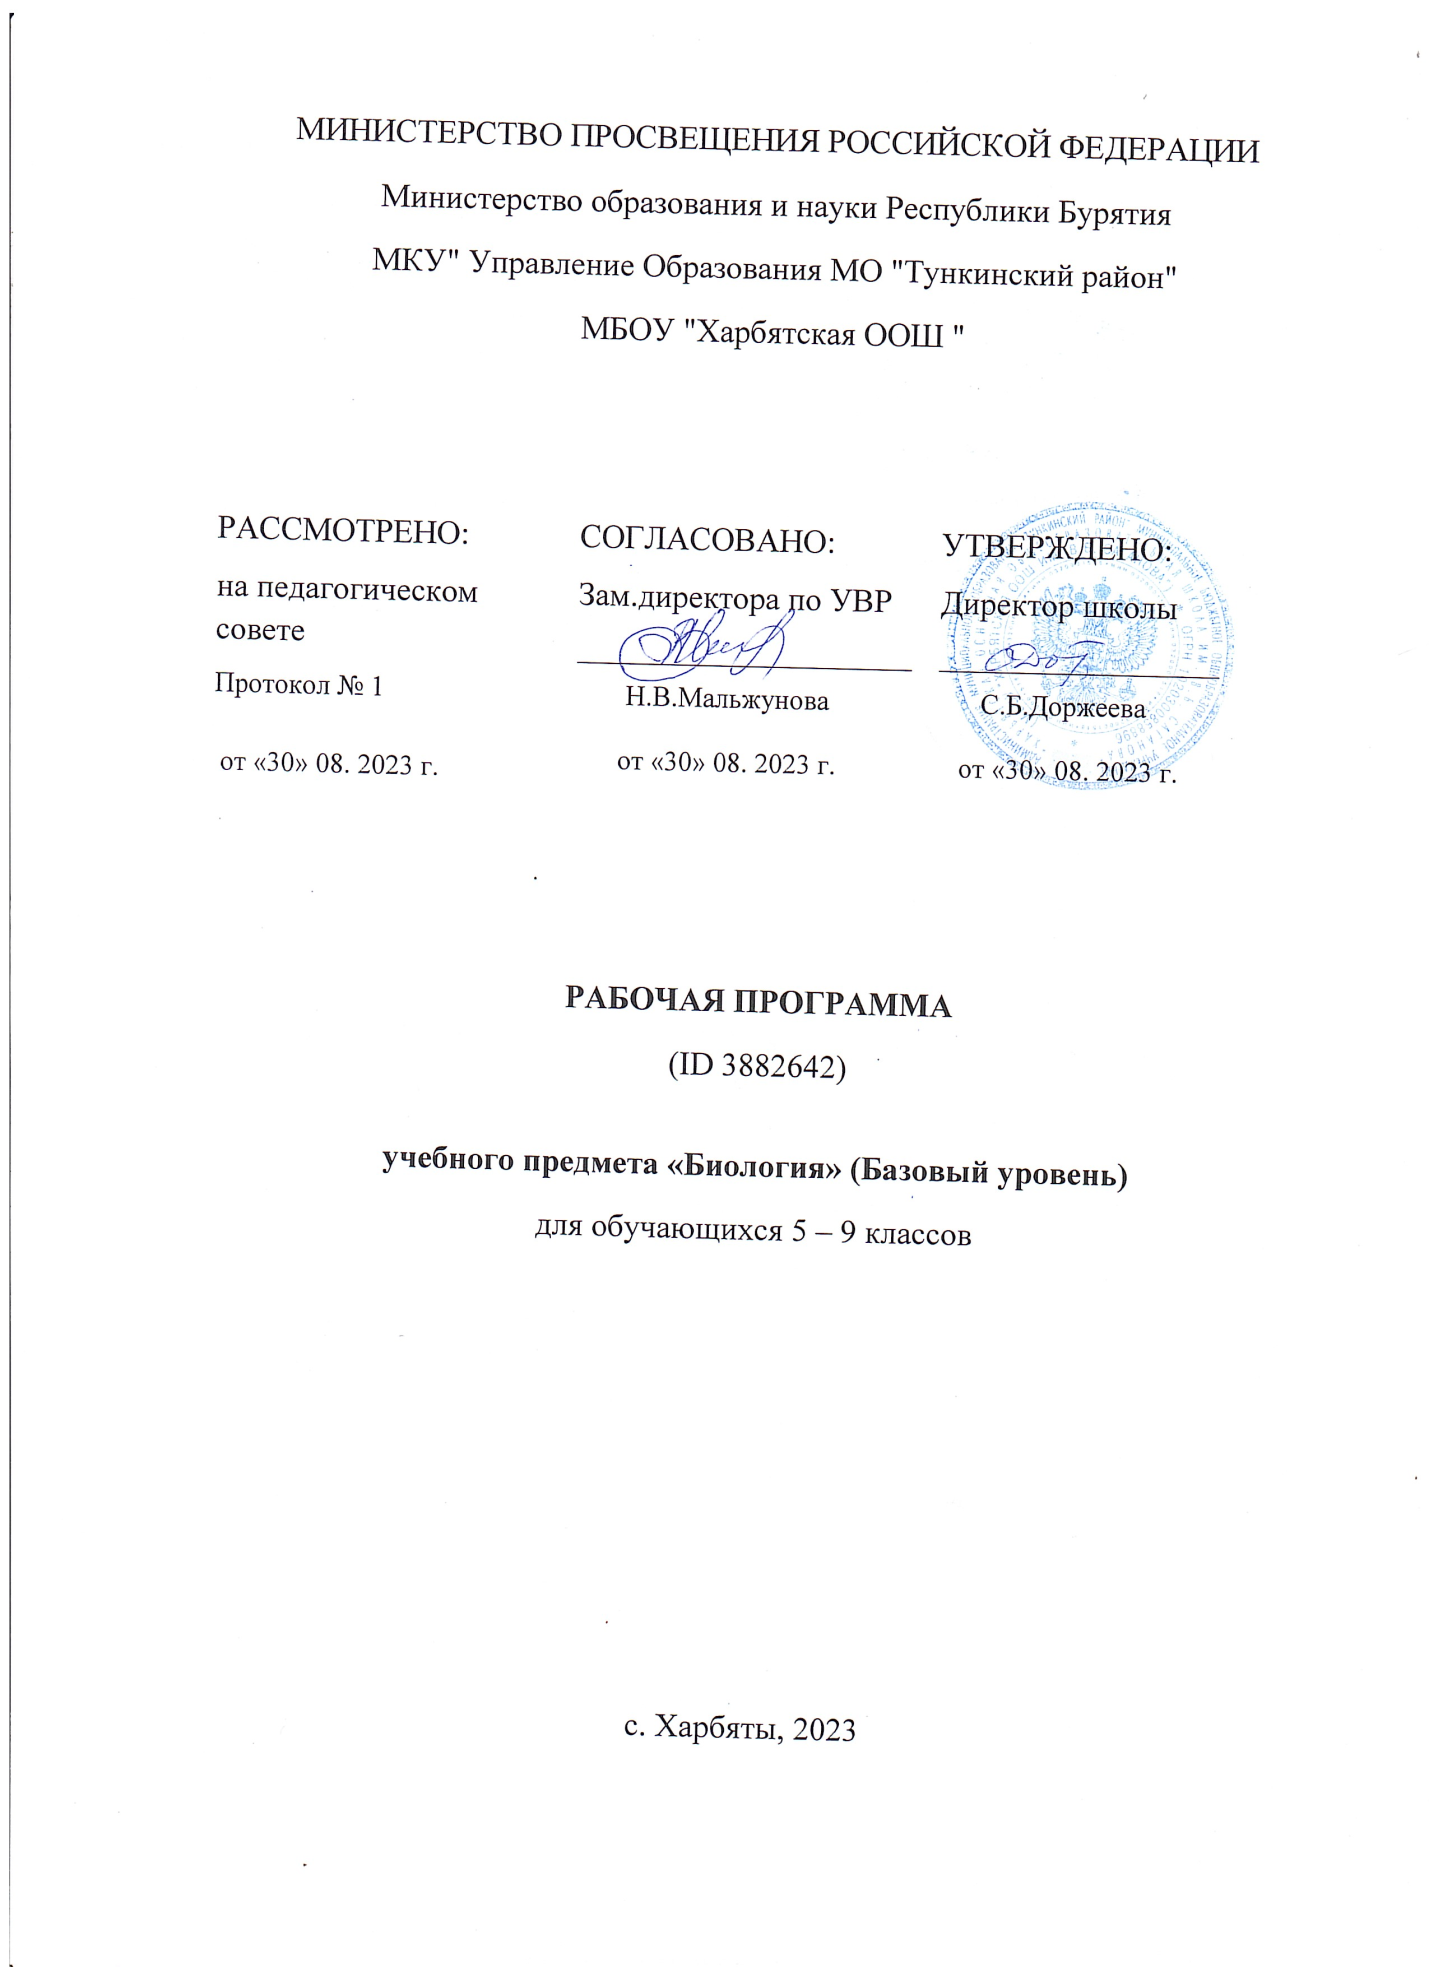 МИНИСТЕРСТВО ПРОСВЕЩЕНИЯ РОССИЙСКОЙ ФЕДЕРАЦИИ
Министерство образования и науки Республики Бурятия
МКУ" Управление Образования МО "Тункинский район"
МБОУ "Харбятская ООШ "
РАССМОТРЕНО:
на педагогическом
совете
Протокол № 1
от «30» 08. 2023 г.
СОГЛАСОВАНО:
Зам.директора по УВР
Н.В.Мальжунова
от «30» 08. 2023 г.
УТВЕРЖДЕНО:
Директор школы
С.Б.Доржеева
от «30» 08. 2023 г.
РАБОЧАЯ ПРОГРАММА
(ID 3882642)
учебного предмета «Биология» (Базовый уровень)
для обучающихся 5 – 9 классов
с. Харбяты, 2023